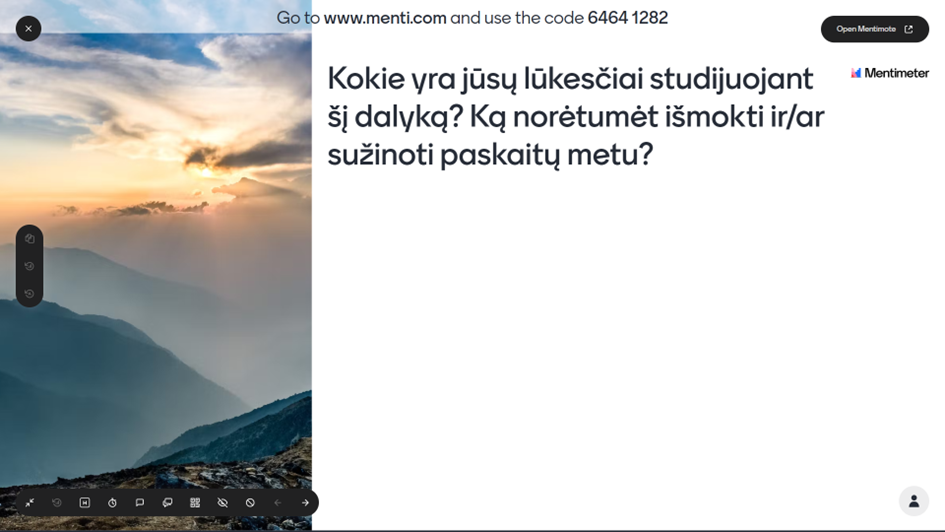 Go to www.menti.com and use the code 6464 1282
Open Mentimote
Mentimeter
Kokie yra jūsų lūkesčiai studijuojant
šį dalyką? Ką norėtumėt išmokti ir/ar
sužinoti paskaitų metu?